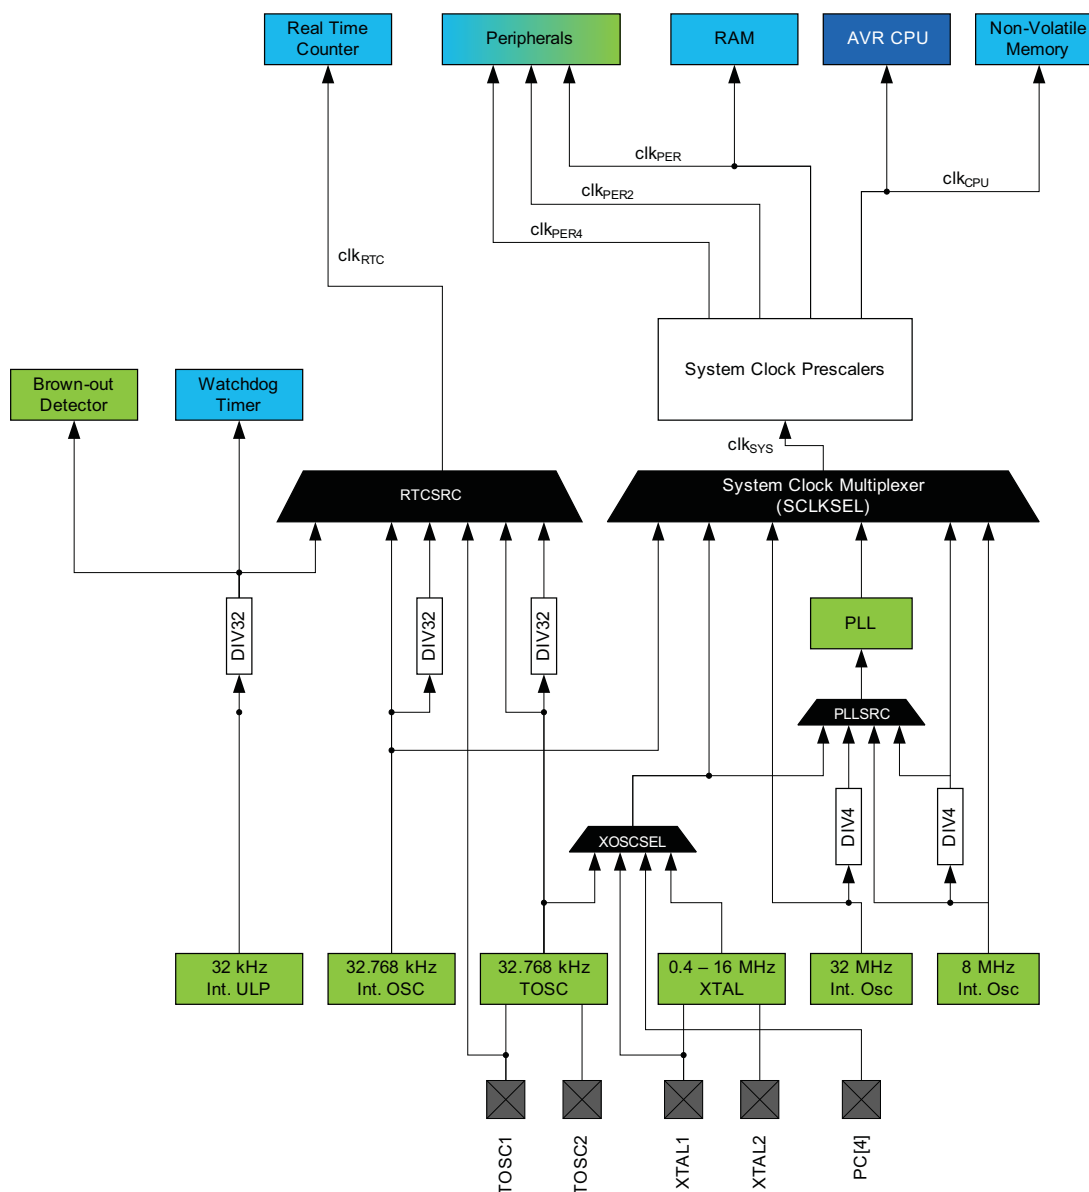 Real Time
Counter
Peripherals
RAM
AVR CPU
Non-Volatile
Memory
clkPER
clkPER2
clkCPU
clkPER4
clkRTC
System Clock Prescalers
Brown-out
Detector
Watchdog
Timer
clkSYS
RTCSRC
System Clock Multiplexer
(SCLKSEL)
DIV32
DIV32
DIV32
PLL
PLLSRC
XOSCSEL
DIV4
DIV4
32 kHz
Int. ULP
32.768 kHz
Int. OSC
32.768 kHz
TOSC
0.4 – 16 MHz
XTAL
32 MHz
Int. Osc
8 MHz
Int. Osc
TOSC1
TOSC2
XTAL1
XTAL2
PC[4]